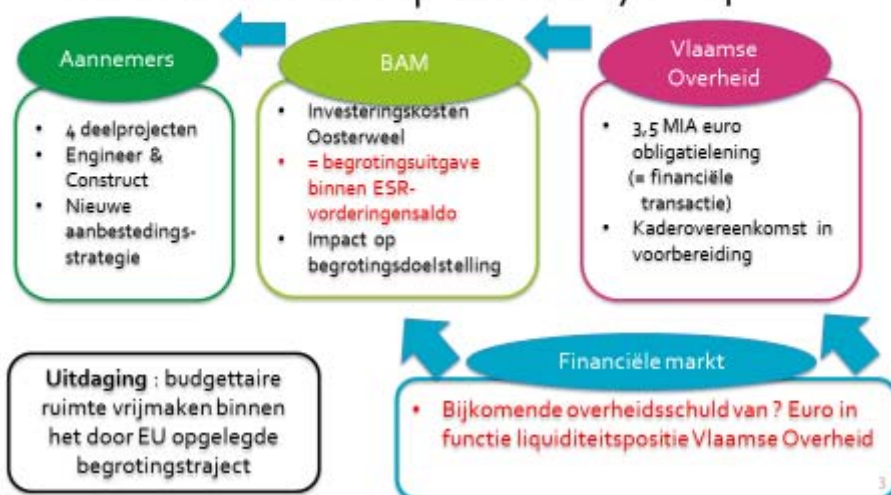 Aannemers
• 4 deelprojecten
• Engineer &
Construct
• Nieuwe
aanbestedings-
strategie
BAM
• Investeringskosten
Oosterweel
• = begrotingsuitgave
binnen ESR-
vorderingensaldo
• Impact op
begrotingsdoelstelling
Vlaamse
Overheid
• 3,5 MIA euro
obligatielening
(= financiële
transactie)
• Kaderovereenkomst in
voorbereiding
Uitdaging : budgettaire
ruimte vrijmaken binnen
het door EU opgelegde
begrotingstraject
Financiële markt
• Bijkomende overheidsschuld van ? Euro in
functie liquiditeitspositie Vlaamse Overheid
3